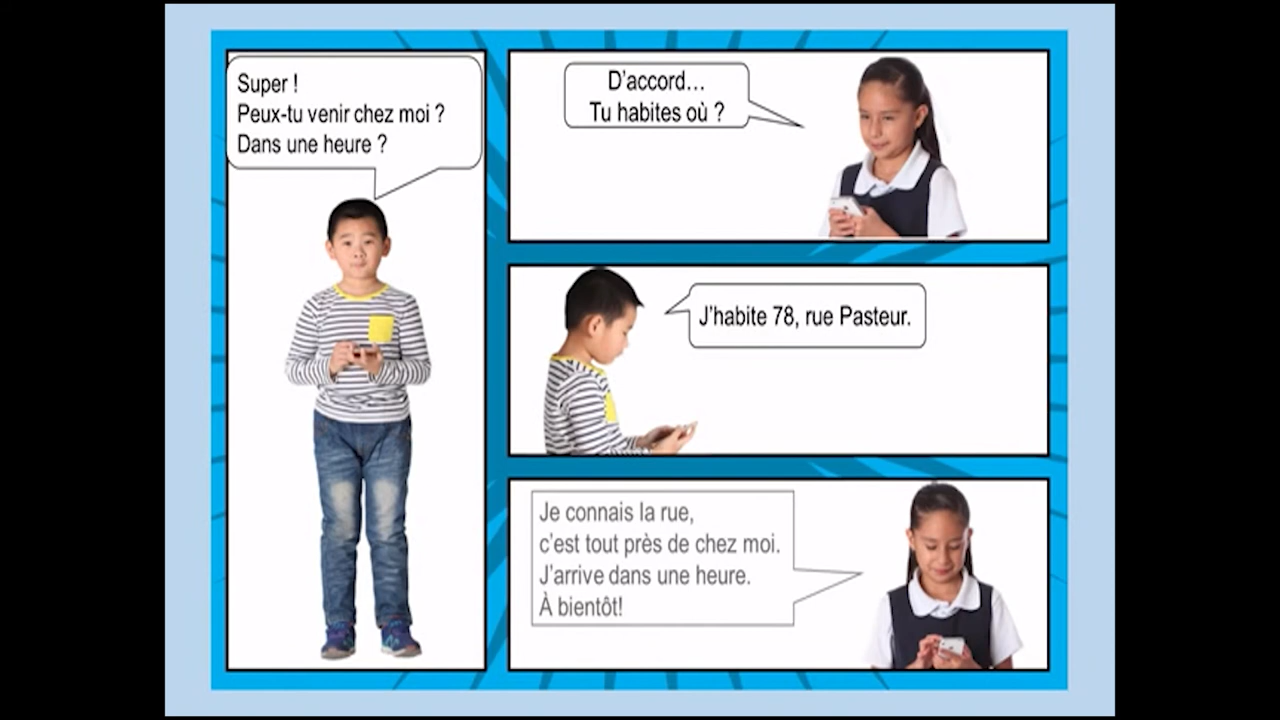 Super !
Peux-tu venir chez moi ?
Dans une heure ?
D'accord…
Tu habites où ?
J'habite 78, rue Pasteur.
Je connais la rue,
c'est tout près de chez moi.
J'arrive dans une heure.
À bientôt!